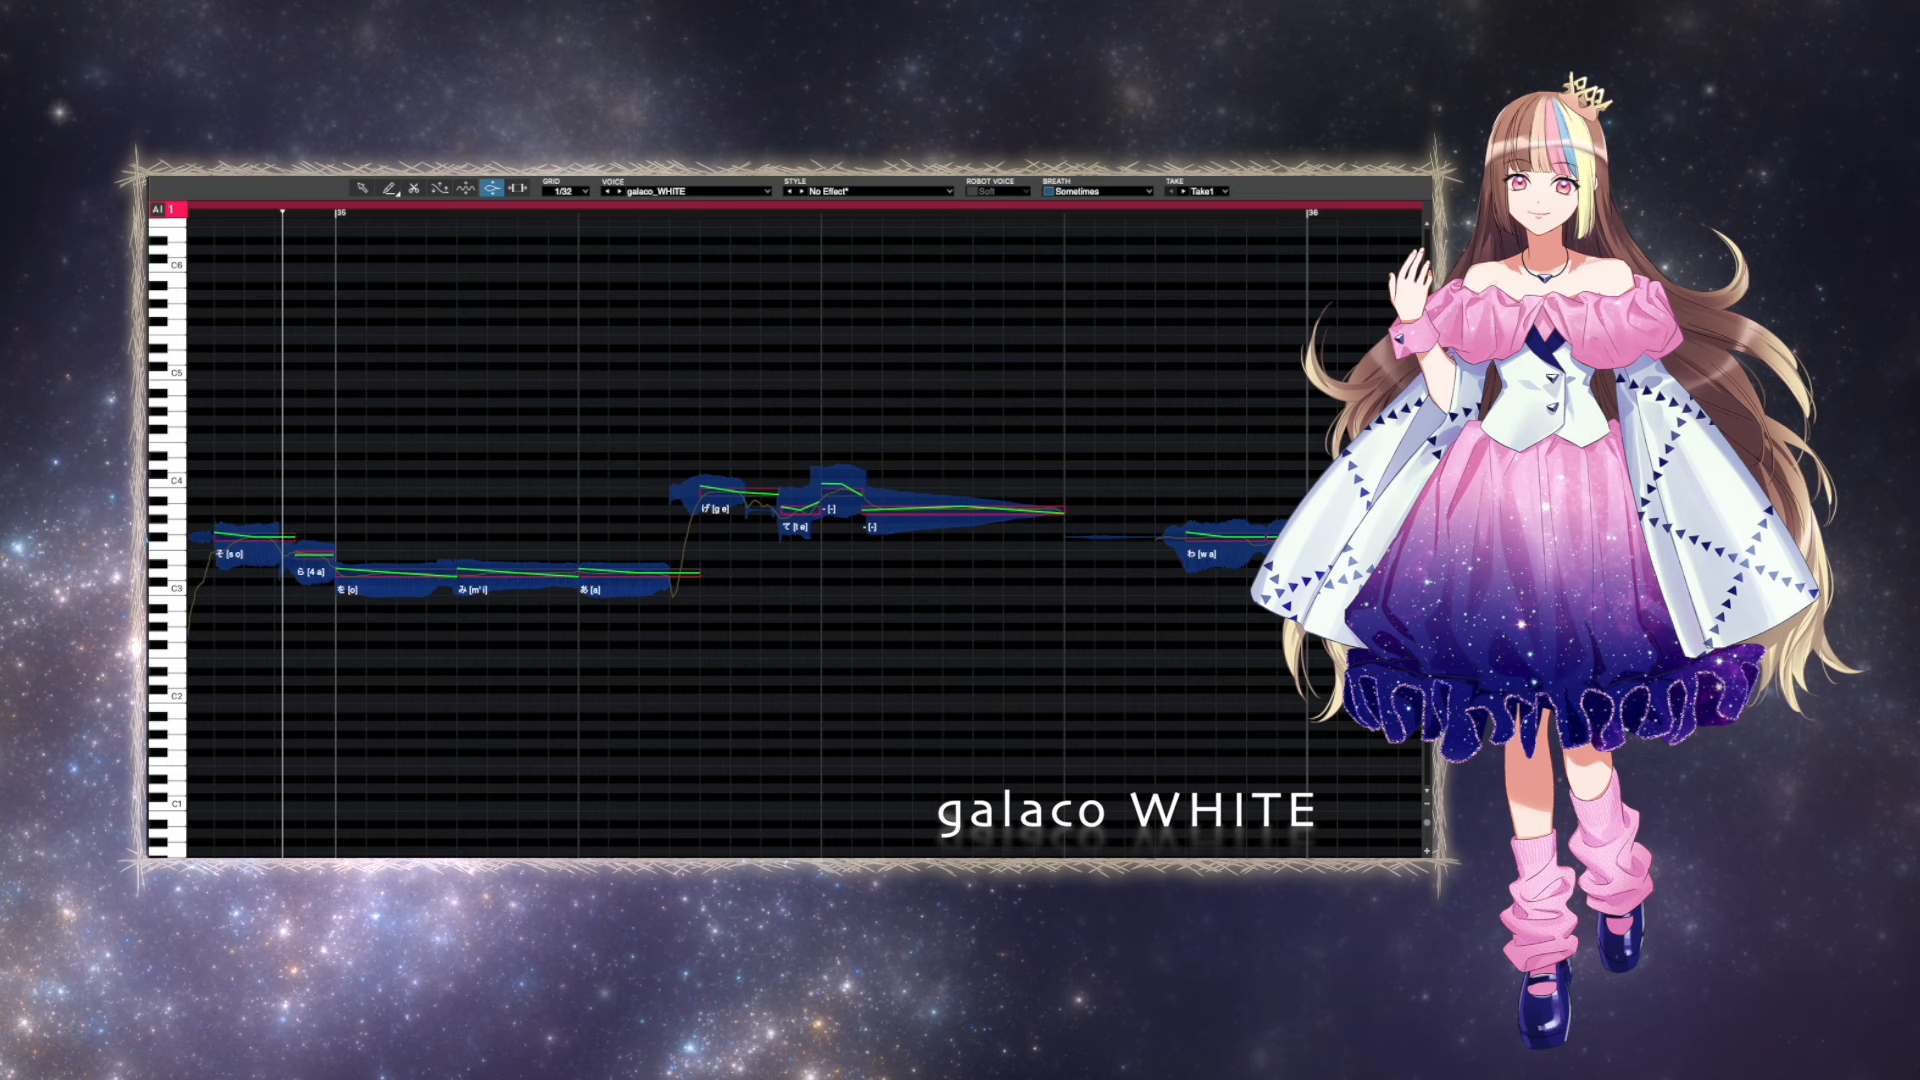 GRID VOICE STYLE ROBOT VOICE BREATH TAKE
1/32 galaco_WHITE No Effect* Soft Sometimes Take1
AI 1
35 36
C6
C5
C4
げ [g e] - [-]
て [t e] - [-]
そ [s o] わ [w a]
ら [4 a]
C3 を [o] み [m' i] あ [a]
C2
C1
galaco WHITE